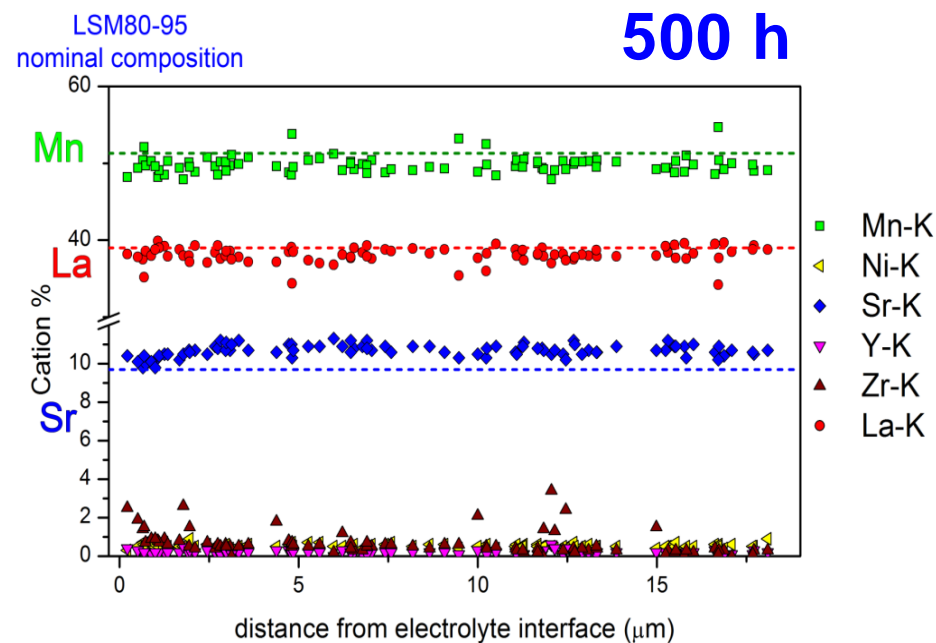 LSM80-95
nominal composition
500 h
60
Mn
40
La
Cation %
10
Sr
8
6
4
2
0
0
5
10
15
distance from electrolyte interface (μm)
Mn-K
Ni-K
Sr-K
Y-K
Zr-K
La-K